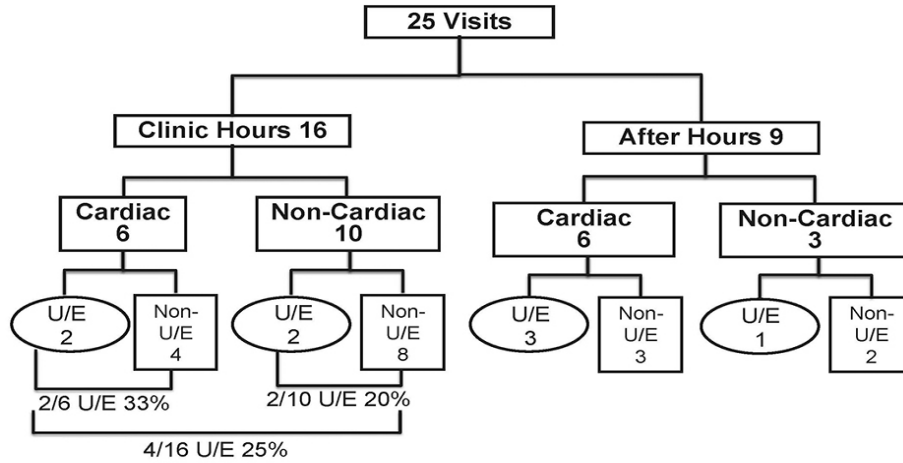 25 Visits
Clinic Hours 16
After Hours 9
Cardiac
6
Non-Cardiac
10
Cardiac
6
Non-Cardiac
3
U/E
2
Non-
U/E
4
U/E
2
Non-
U/E
8
U/E
3
Non-
U/E
3
U/E
1
Non-
U/E
2
2/6 U/E 33%
2/10 U/E 20%
4/16 U/E 25%